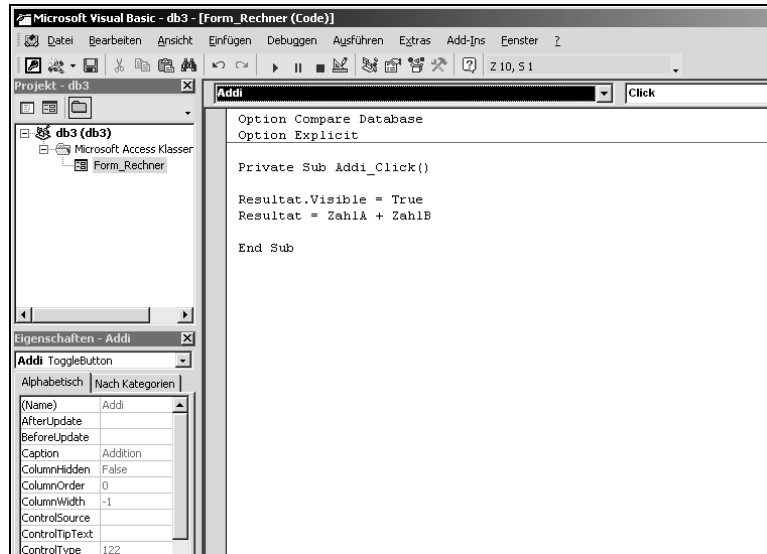 Microsoft Visual Basic - db3 - [Form_Rechner (Code)]
Datei Bearbeiten Ansicht Einfügen Debuggen Ausführen Extras Add-Ins Fenster ?
Z 10, S 1
Projekt - db3
db3 (db3)
Microsoft Access Klasser
Form_Rechner
Addi
Click
Option Compare Database
Option Explicit
Private Sub Addi_Click()
Resultat.Visible = True
Resultat = ZahlA + ZahlB
End Sub
Eigenschaften - Addi
Addi ToggleButton
Alphabetisch Nach Kategorien
(Name) Addi
AfterUpdate
BeforeUpdate
Caption Addition
ColumnHidden False
ColumnOrder 0
ColumnWidth -1
ControlSource
ControlTipText
ControlType 122